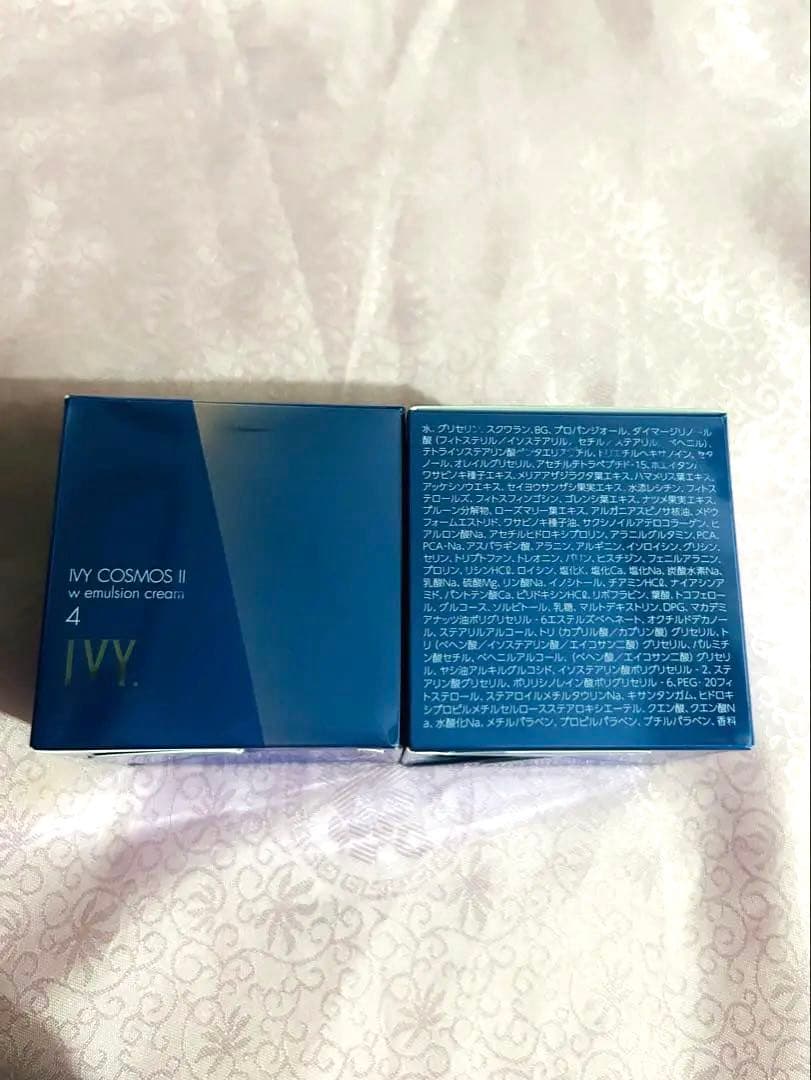 IVY COSMOS II
w emulsion cream
4
IVY.
水、グリセリン、スクワラン、BG、プロパンジオール、ダイマージリノール
酸（フィトステリル／イソステアリル／セチル／ステアリル／ベヘニル）、
テトライソステアリン酸ペンタエリスリチル、トリエチルヘキサノイン、セタ
ノール、オレイルグリセリル、アセチルテトラペプチド-15、ホエイタンパク
ワサビノキ種子エキス、メリアアザジラクタ葉エキス、ハマメリス葉エキス、
アッケシソウエキス、セイヨウサンザシ果実エキス、水添レシチン、フィトス
テロールズ、フィトスフィンゴシン、ゴレンシ葉エキス、ナツメ果実エキス、
プルーン分解物、ローズマリー葉エキス、アルガニアスピノサ核油、メドウ
フォームエストリド、ワサビノキ種子油、サクシノイルアテロコラーゲン、ヒ
アルロン酸Na、アセチルヒドロキシプロリン、アラニルグルタミン、PCA、
PCA-Na、アスパラギン酸、アラニン、アルギニン、イソロイシン、グリシン、
セリン、トリプトファン、トレオニン、バリン、ヒスチジン、フェニルアラニン、
プロリン、リシンHCℓ、ロイシン、塩化K、塩化Ca、塩化Na、炭酸水素Na、
乳酸Na、硫酸Mg、リン酸Na、イノシトール、チアミンHCℓ、ナイアシンア
ミド、パントテン酸Ca、ピリドキシンHCℓ、リボフラビン、葉酸、トコフェロ
ール、グルコース、ソルビトール、乳糖、マルトデキストリン、DPG、マカデミ
アナッツ油ポリグリセリル-6エステルズベヘネート、オクチルドデカノー
ル、ステアリルアルコール、トリ（カプリル酸／カプリン酸）グリセリル、トリ
（ベヘン酸／イソステアリン酸／エイコサン二酸）グリセリル、パルミチ
ン酸セチル、ベヘニルアルコール、（ベヘン酸／エイコサン二酸）グリセリ
ル、ヤシ油アルキルグルコシド、イソステアリン酸ポリグリセリル-2、ステ
アリン酸グリセリル、ポリリシノレイン酸ポリグリセリル-6、PEG-20フィ
トステロール、ステアロイルメチルタウリンNa、キサンタンガム、ヒドロキ
シプロピルメチルセルロースステアロキシエーテル、クエン酸、クエン酸N
a、水酸化Na、メチルパラベン、プロピルパラベン、ブチルパラベン、香料